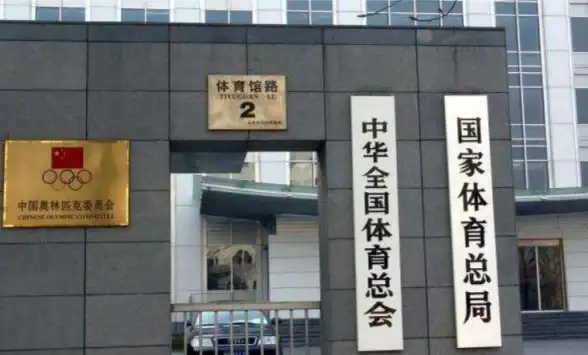 中国奥林匹克委员会
CHINESE OLYMPIC COMMITTEE
体育馆路
TIYUGUAN LU
2
中华全国体育总会
国家体育总局